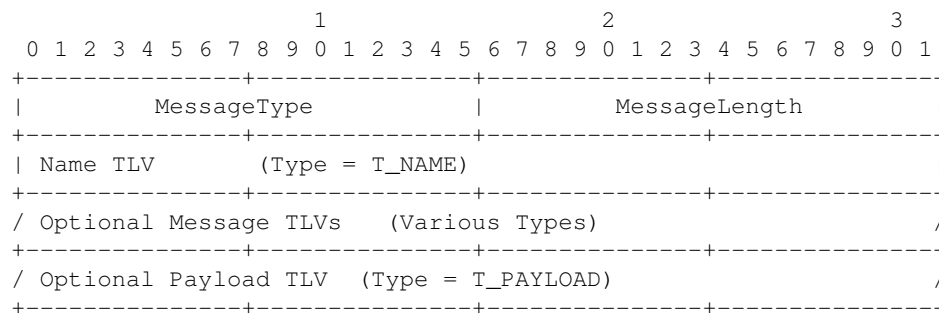 1                   2                   3
 0 1 2 3 4 5 6 7 8 9 0 1 2 3 4 5 6 7 8 9 0 1 2 3 4 5 6 7 8 9 0 1
+---------------+---------------+---------------+----------------
|         MessageType           |         MessageLength
+---------------+---------------+---------------+----------------
| Name TLV       (Type = T_NAME)
+---------------+---------------+---------------+----------------
/ Optional Message TLVs   (Various Types)                       /
+---------------+---------------+---------------+----------------
/ Optional Payload TLV  (Type = T_PAYLOAD)                      /
+---------------+---------------+---------------+----------------